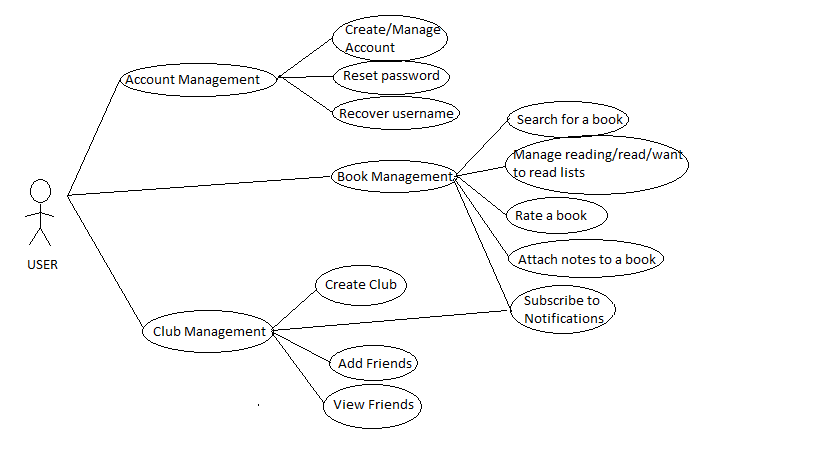 Create/Manage
Account
Account Management
Reset password
Recover username
Search for a book
Manage reading/read/want
to read lists
Book Management
Rate a book
USER
Attach notes to a book
Create Club
Subscribe to
Notifications
Club Management
Add Friends
View Friends